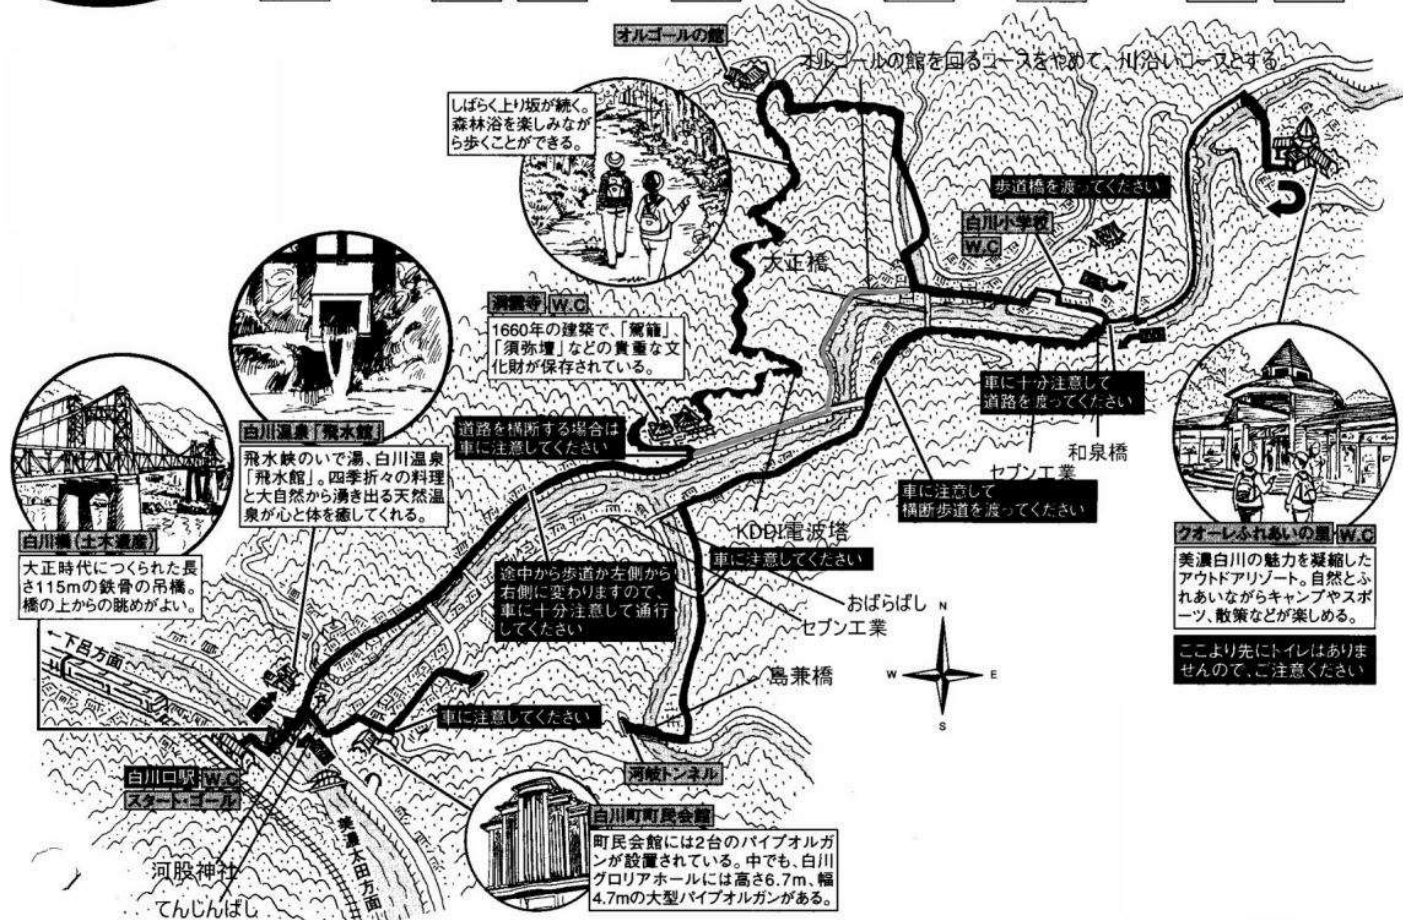 オルゴールの館
オルゴールの館を回るコースをやめて、川沿いコースとする
しばらく上り坂が続く。
森林浴を楽しみなが
ら歩くことができる。
歩道橋を渡ってください
白川小学校
W.C
大正橋
洞雲寺 W.C
1660年の建築で、「駕籠」
「須弥壇」などの貴重な文
化財が保存されている。
白川温泉「飛水館」
飛水峡のいで湯、白川温泉
「飛水館」。四季折々の料理
と大自然から湧き出る天然温
泉が心と体を癒してくれる。
道路を横断する場合は
車に注意してください
車に十分注意して
道路を渡ってください
和泉橋
セブン工業
車に注意して
横断歩道を渡ってください
白川橋(土木遺産)
大正時代につくられた長
さ115mの鉄骨の吊橋。
橋の上からの眺めがよい。
クオーレふれあいの里 W.C
美濃白川の魅力を凝縮した
アウトドアリゾート。自然とふ
れあいながらキャンプやスポ
ーツ、散策などが楽しめる。
ここより先にトイレはありま
せんので、ご注意ください
KDDI電波塔
車に注意してください
途中から歩道が左側から
右側に変わりますので、
車に十分注意して通行
してください
おばらばし
セブン工業
N
W
E
S
島兼橋
←下呂方面
車に注意してください
河岐トンネル
白川口駅 W.C
スタート・ゴール
美濃太田方面
白川町町民会館
町民会館には2台のパイプオルガ
ンが設置されている。中でも、白川
グロリアホールには高さ6.7m、幅
4.7mの大型パイプオルガンがある。
河股神社
てんじんばし